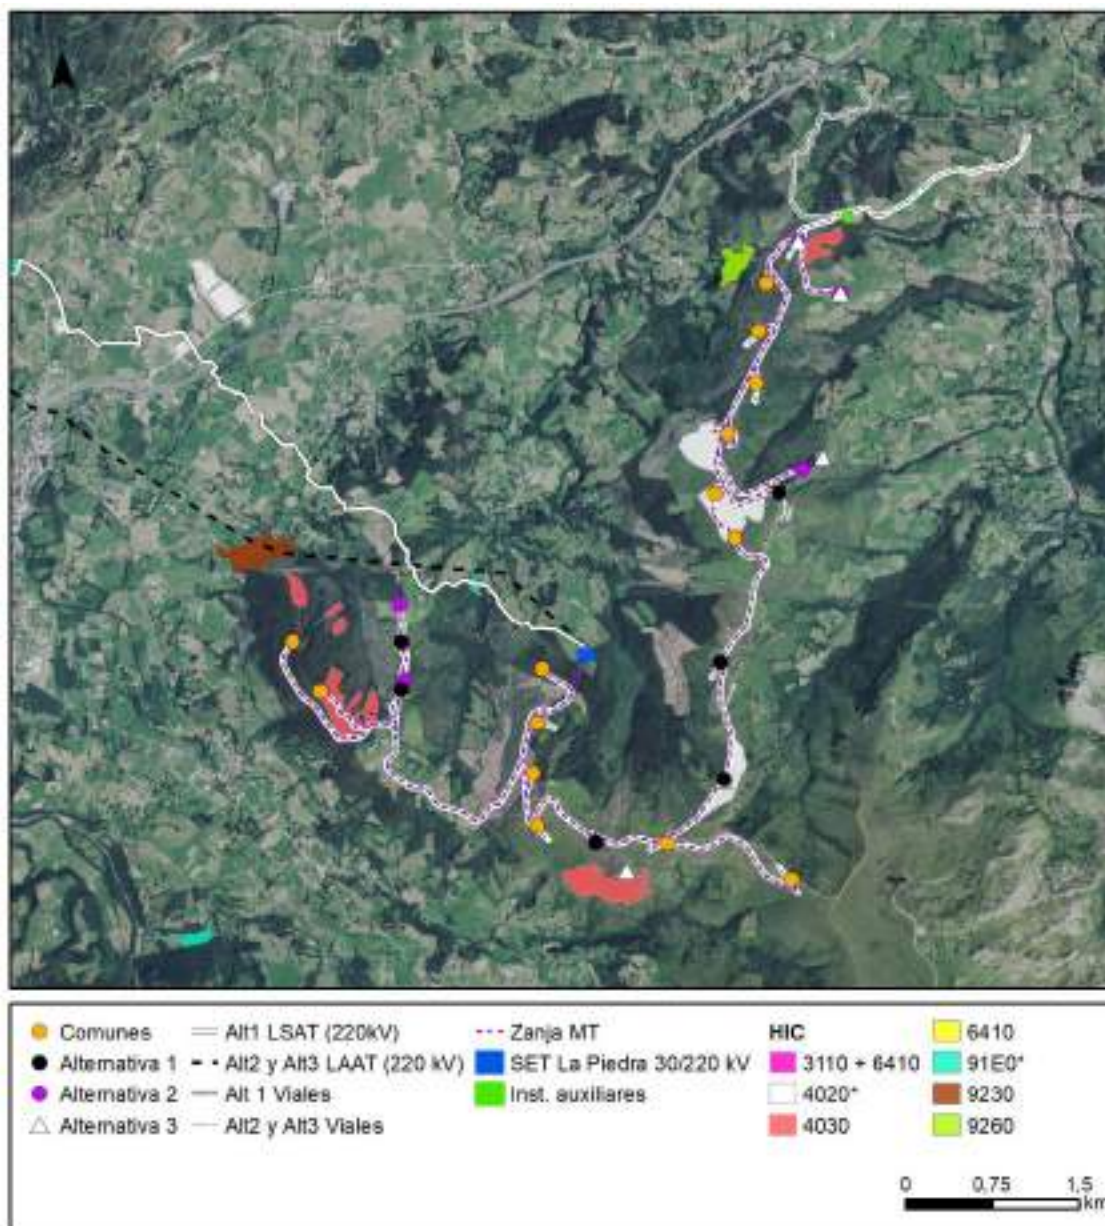 Comunes
Alternativa 1
Alternativa 2
Alternativa 3
Alt1 LSAT (220kV)
Alt2 y Alt3 LAAT (220 kV)
Alt 1 Viales
Alt2 y Alt3 Viales
Zanja MT
SET La Piedra 30/220 kV
Inst. auxiliares
HIC
3110 + 6410
4020*
4030
6410
91E0*
9230
9260
0 0,75 1,5
km